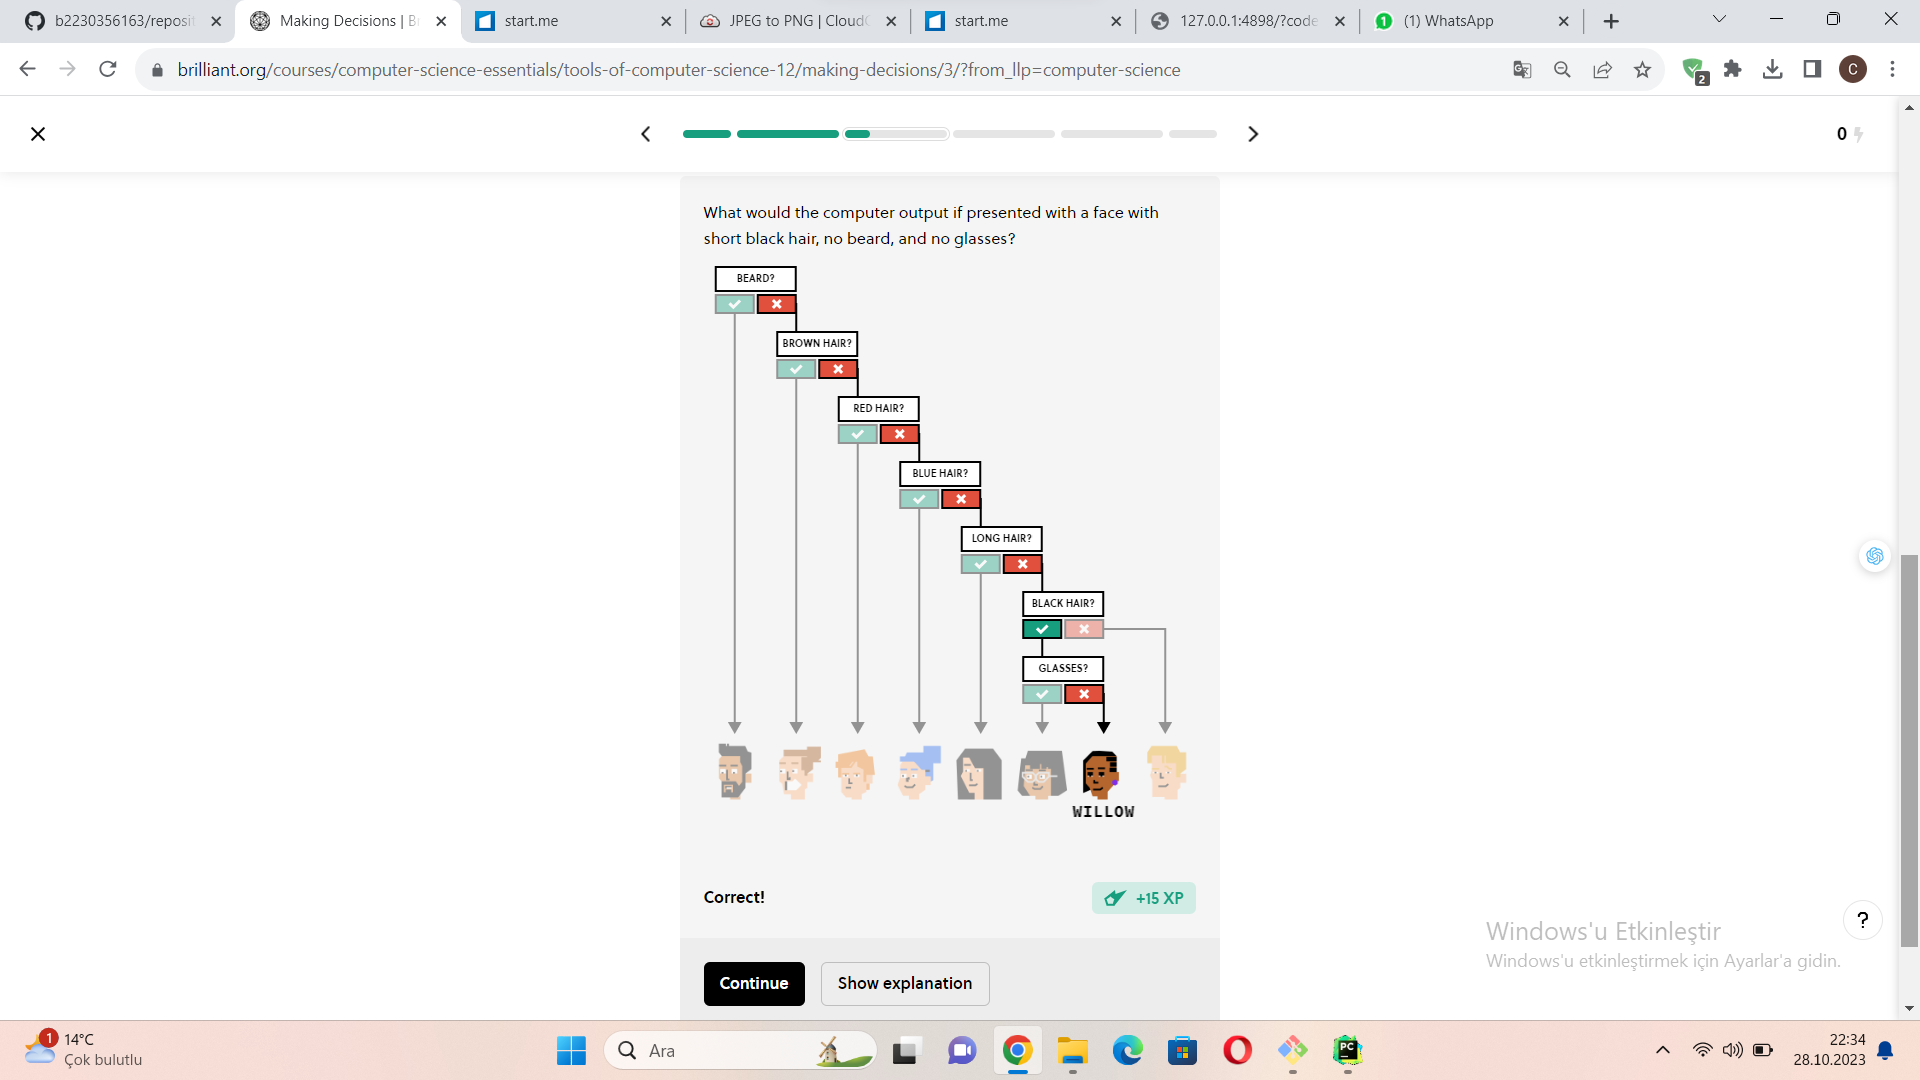 b2230356163/reposit
Making Decisions | B
start.me
JPEG to PNG | Cloud
start.me
127.0.0.1:4898/?code
(1) WhatsApp
brilliant.org/courses/computer-science-essentials/tools-of-computer-science-12/making-decisions/3/?from_llp=computer-science
2
C
0
What would the computer output if presented with a face with
short black hair, no beard, and no glasses?
BEARD?
BROWN HAIR?
RED HAIR?
BLUE HAIR?
LONG HAIR?
BLACK HAIR?
GLASSES?
WILLOW
Correct!
+15 XP
Continue
Show explanation
?
Windows'u Etkinleştir
Windows'u etkinleştirmek için Ayarlar'a gidin.
1
14°C
Çok bulutlu
Ara
PC
22:34
28.10.2023